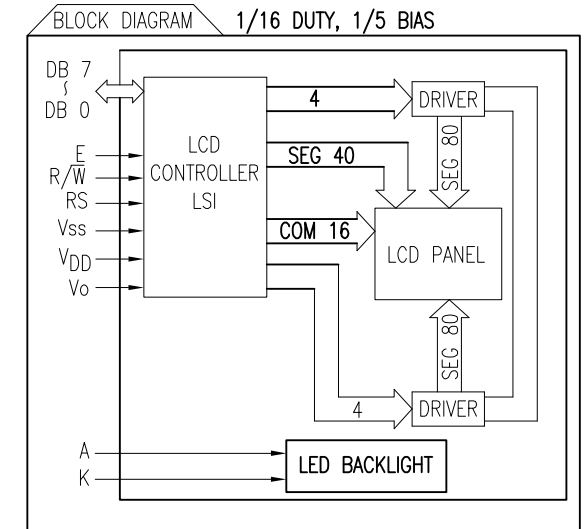 BLOCK DIAGRAM 1/16 DUTY, 1/5 BIAS
DB 7
~
DB 0
E
R/W̅
RS
Vss
VDD
Vo
A
K
LCD
CONTROLLER
LSI
4
SEG 40
COM 16
4
DRIVER
SEG 80
LCD PANEL
SEG 80
DRIVER
LED BACKLIGHT